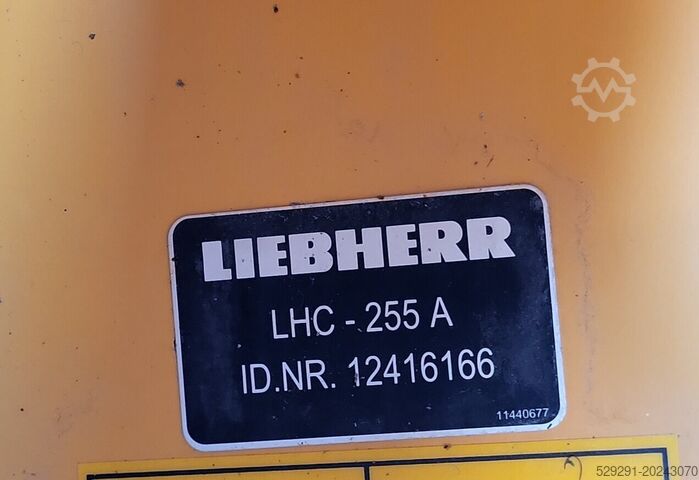 LIEBHERR
LHC - 255 A
ID.NR. 12416166
11440677
529291-20243070